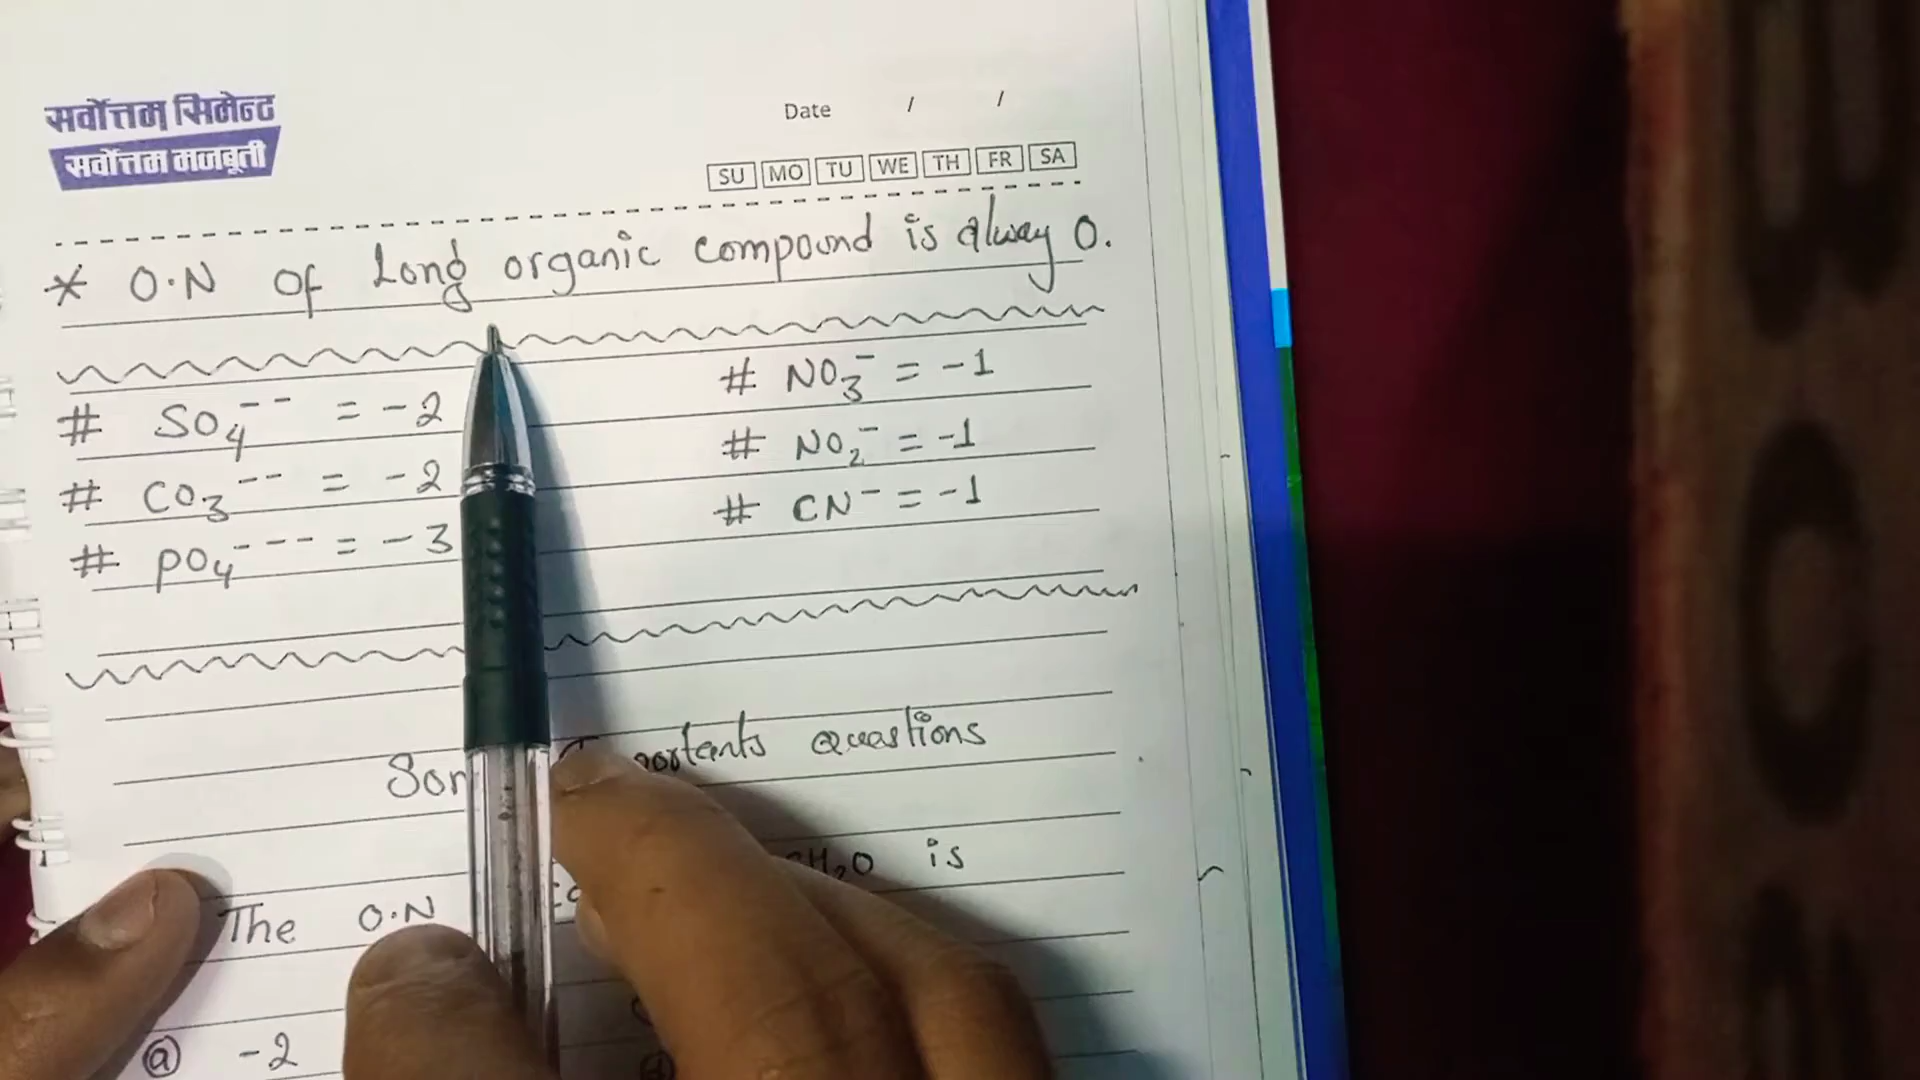 सर्वोत्तम सिमेन्ट
सर्वोत्तम मजबूती
Date / /
SU MO TU WE TH FR SA
* O.N of Long organic compound is alway 0.
# SO₄⁻⁻ = -2
# CO₃⁻⁻ = -2
# PO₄⁻⁻⁻ = -3
# NO₃⁻ = -1
# NO₂⁻ = -1
# CN⁻ = -1
questions
The O.N is
ⓐ -2